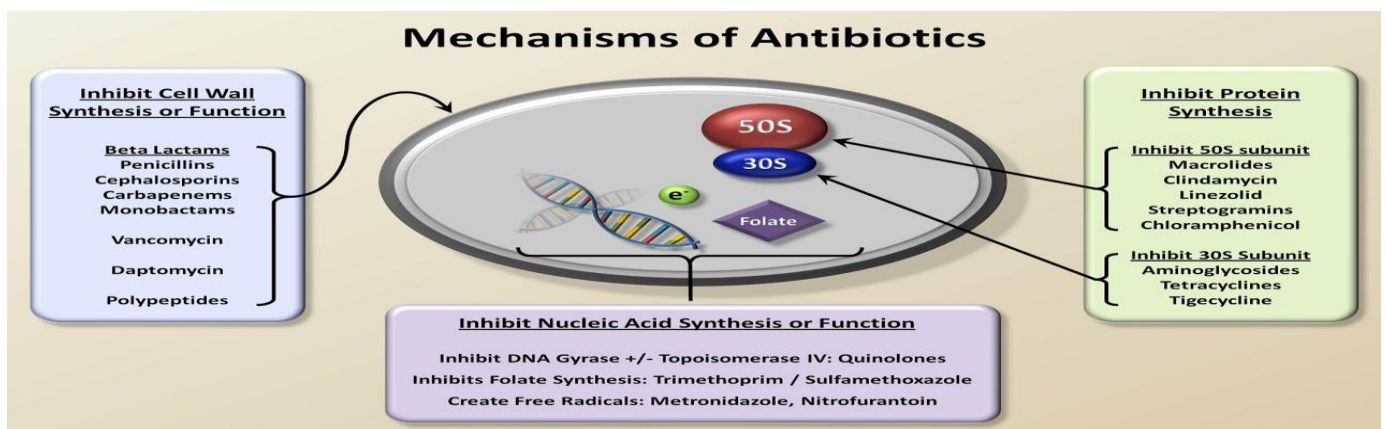 Mechanisms of Antibiotics
Inhibit Cell Wall
Synthesis or Function
Beta Lactams
Penicillins
Cephalosporins
Carbapenems
Monobactams
Vancomycin
Daptomycin
Polypeptides
50S
30S
e-
Folate
Inhibit Protein
Synthesis
Inhibit 50S subunit
Macrolides
Clindamycin
Linezolid
Streptogramins
Chloramphenicol
Inhibit 30S Subunit
Aminoglycosides
Tetracyclines
Tigecycline
Inhibit Nucleic Acid Synthesis or Function
Inhibit DNA Gyrase +/- Topoisomerase IV: Quinolones
Inhibits Folate Synthesis: Trimethoprim / Sulfamethoxazole
Create Free Radicals: Metronidazole, Nitrofurantoin